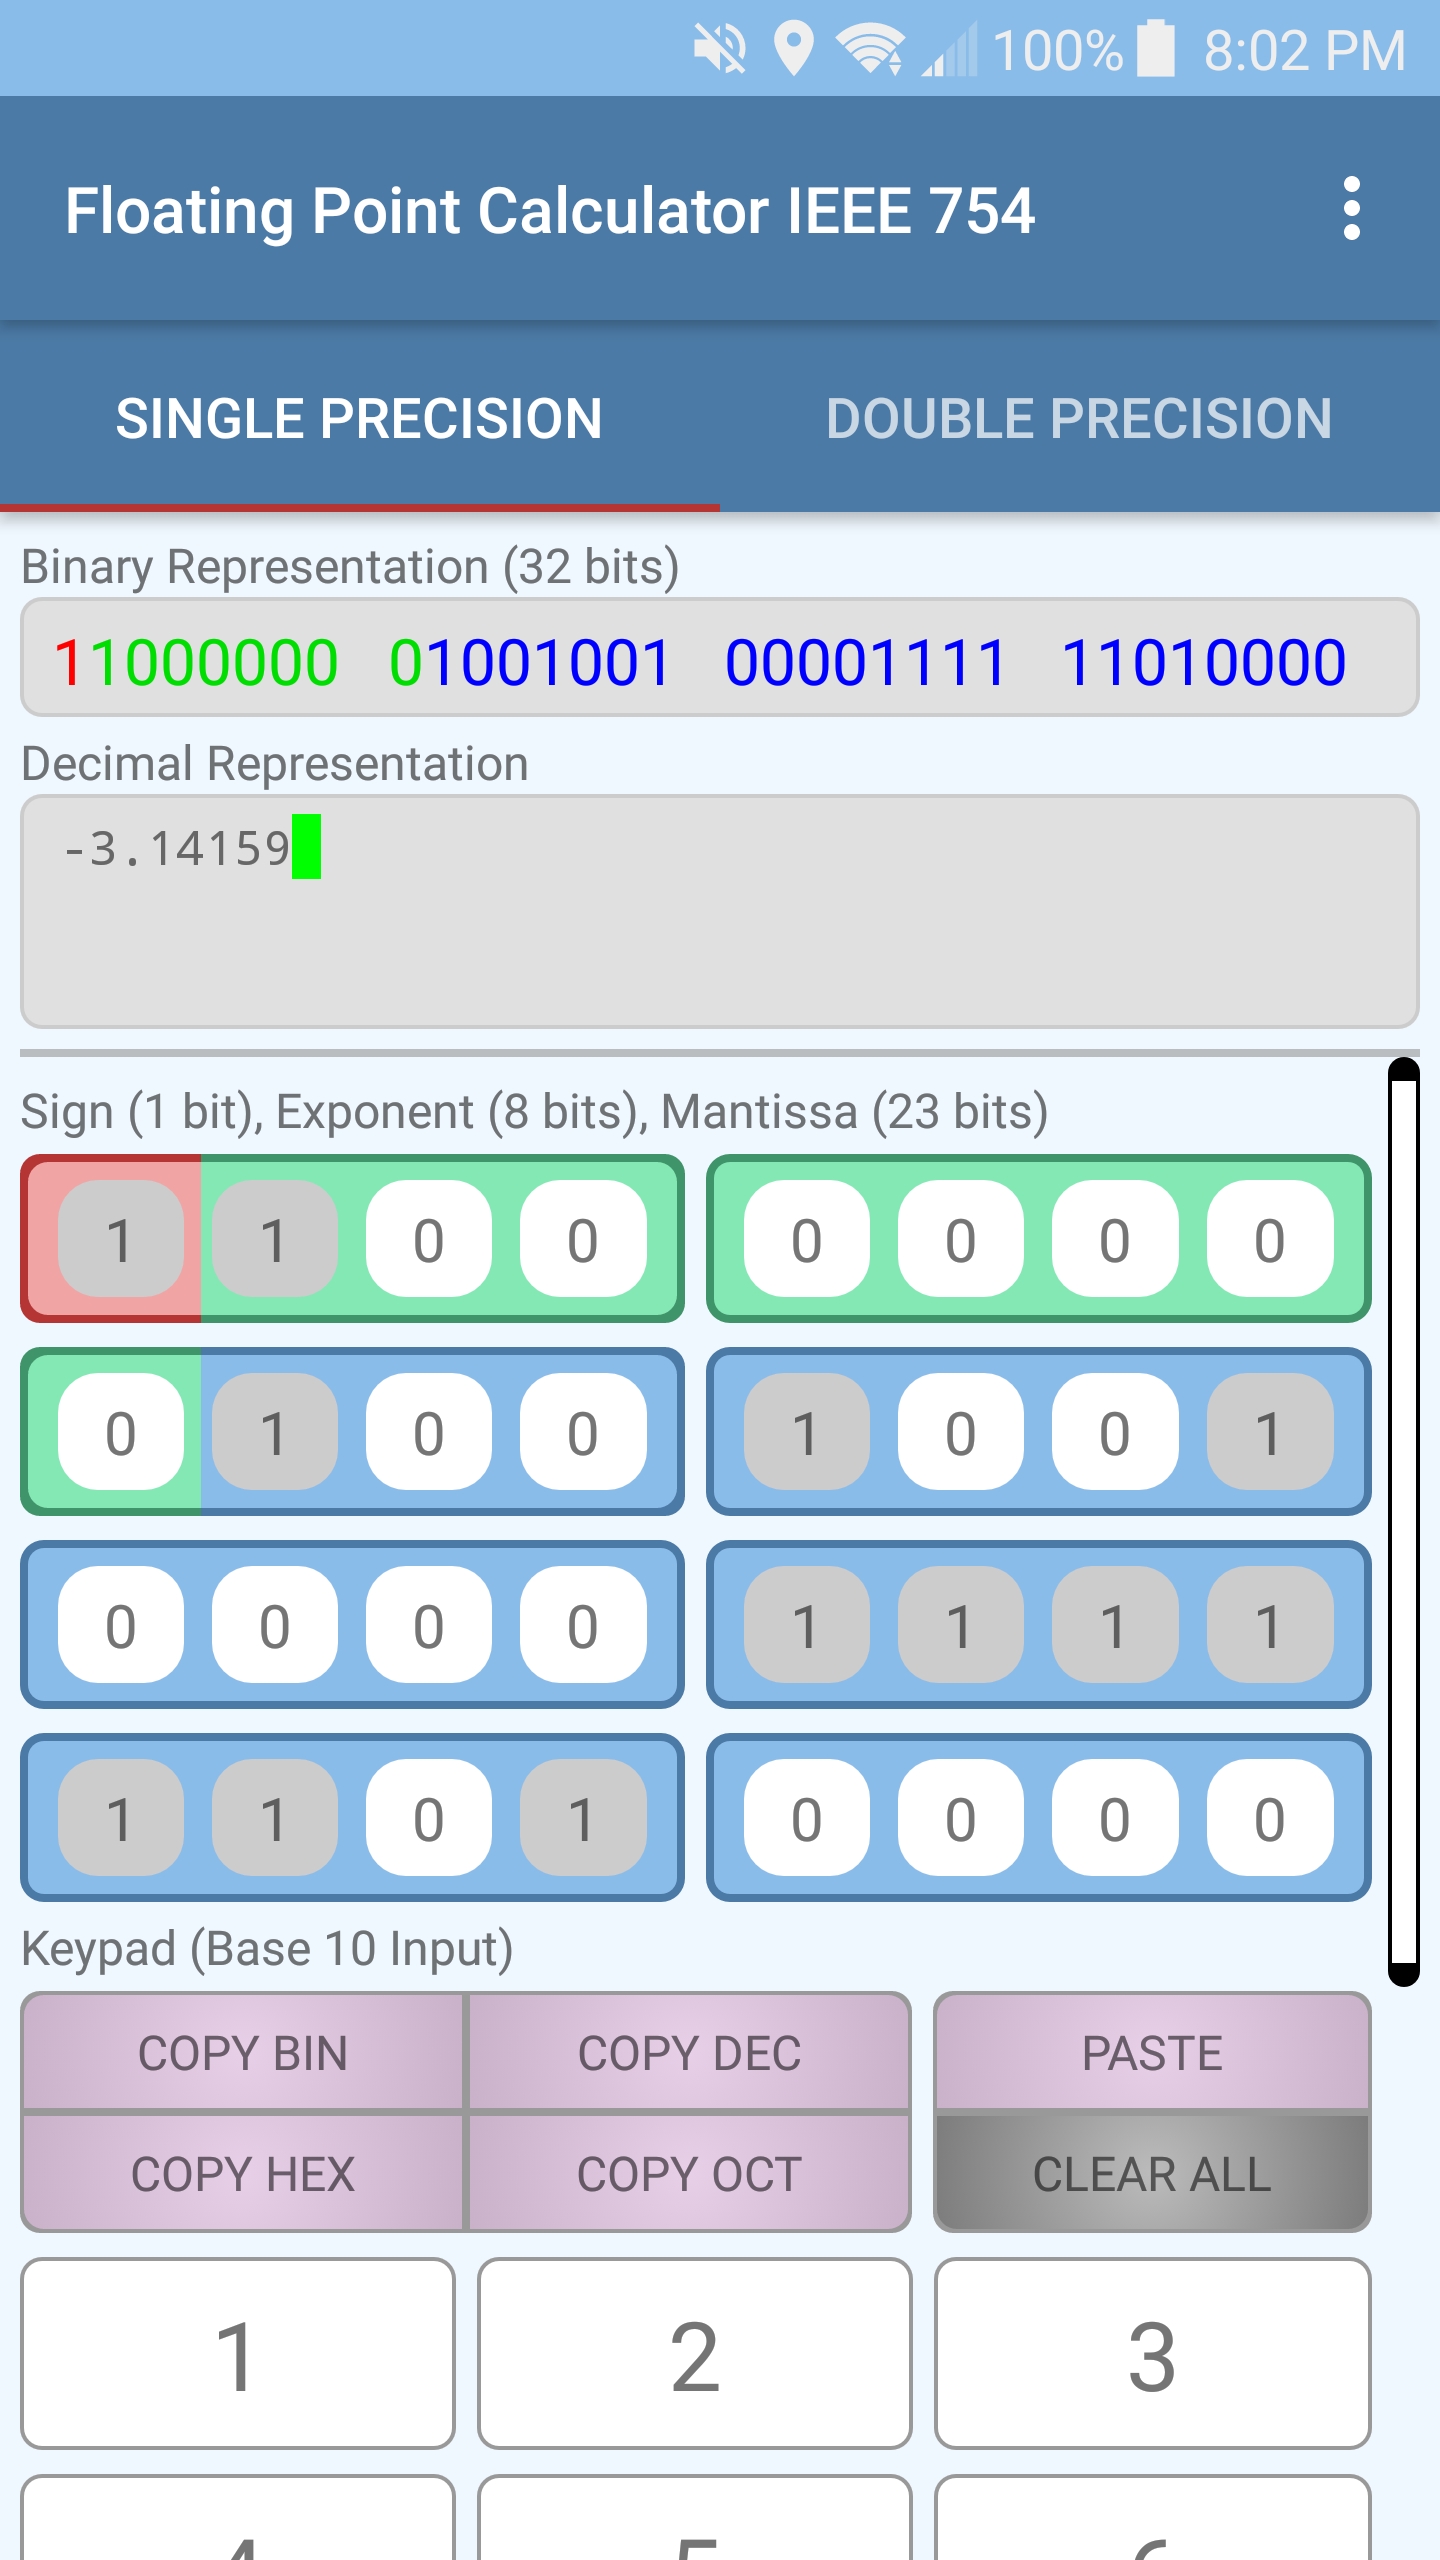 100% 8:02 PM
Floating Point Calculator IEEE 754
SINGLE PRECISION DOUBLE PRECISION
Binary Representation (32 bits)
11000000 01001001 00001111 11010000
Decimal Representation
-3.14159
Sign (1 bit), Exponent (8 bits), Mantissa (23 bits)
1 1 0 0 0 0 0 0
0 1 0 0 1 0 0 1
0 0 0 0 1 1 1 1
1 1 0 1 0 0 0 0
Keypad (Base 10 Input)
COPY BIN COPY DEC PASTE
COPY HEX COPY OCT CLEAR ALL
1 2 3
4 5 6